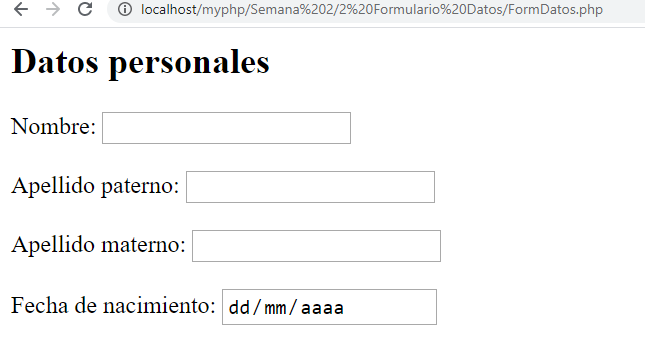 localhost/myphp/Semana%202/2%20Formulario%20Datos/FormDatos.php
Datos personales
Nombre:
Apellido paterno:
Apellido materno:
Fecha de nacimiento: dd/mm/aaaa